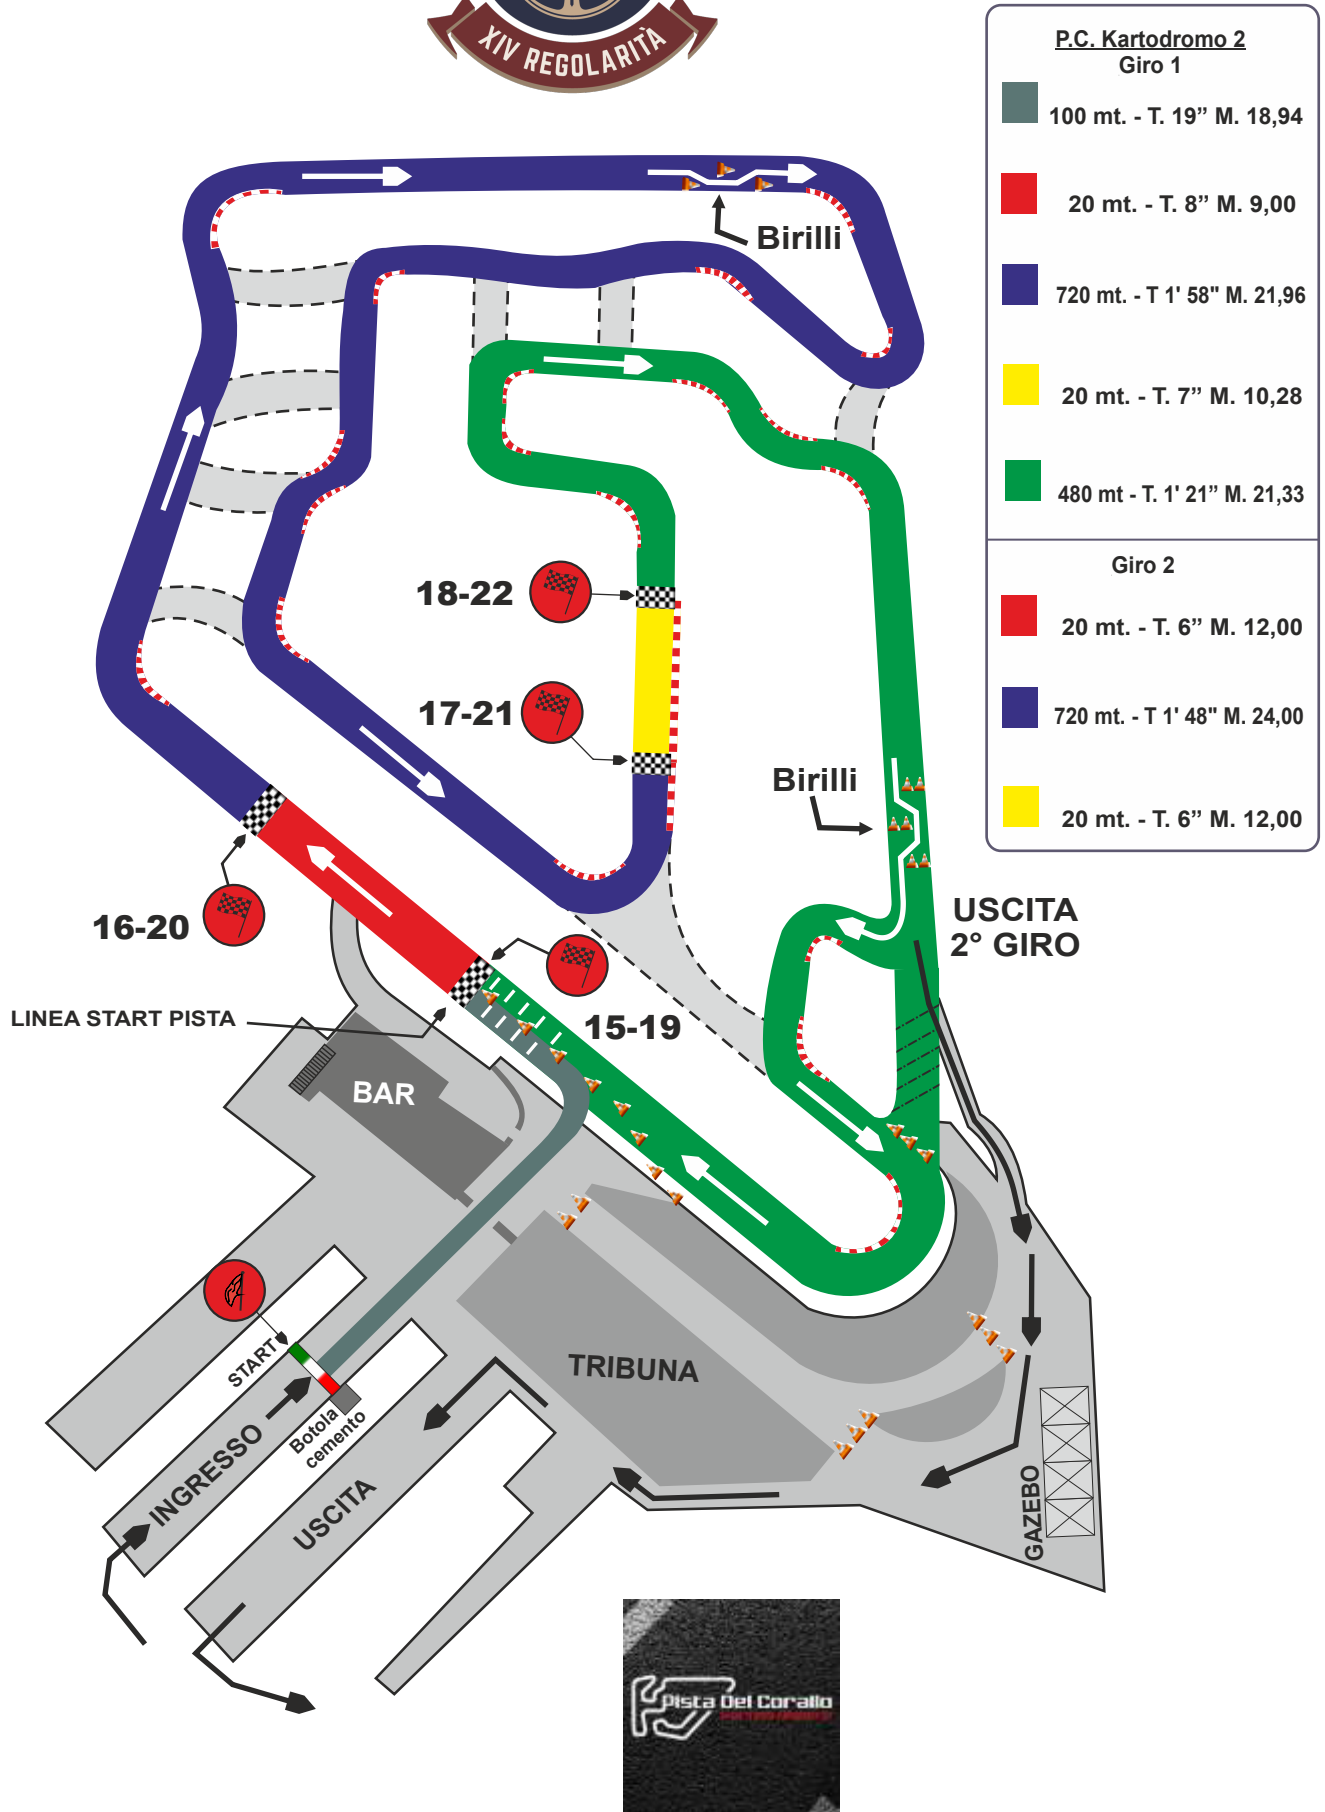 XIV REGOLARITÀ
P.C. Kartodromo 2
Giro 1
100 mt. - T. 19” M. 18,94
20 mt. - T. 8” M. 9,00
720 mt. - T 1' 58" M. 21,96
20 mt. - T. 7” M. 10,28
480 mt - T. 1' 21” M. 21,33
Giro 2
20 mt. - T. 6” M. 12,00
720 mt. - T 1' 48" M. 24,00
20 mt. - T. 6” M. 12,00
Birilli
18-22
17-21
Birilli
16-20
USCITA
2° GIRO
LINEA START PISTA
15-19
BAR
START
TRIBUNA
Botola
cemento
INGRESSO
USCITA
GAZEBO
Pista Del Corallo